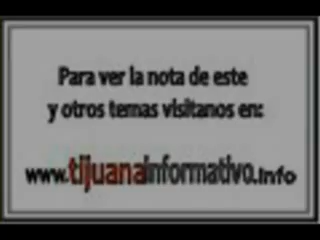 Para ver la nota de este
y otros temas visitanos en:
www.tijuanainformativo.info